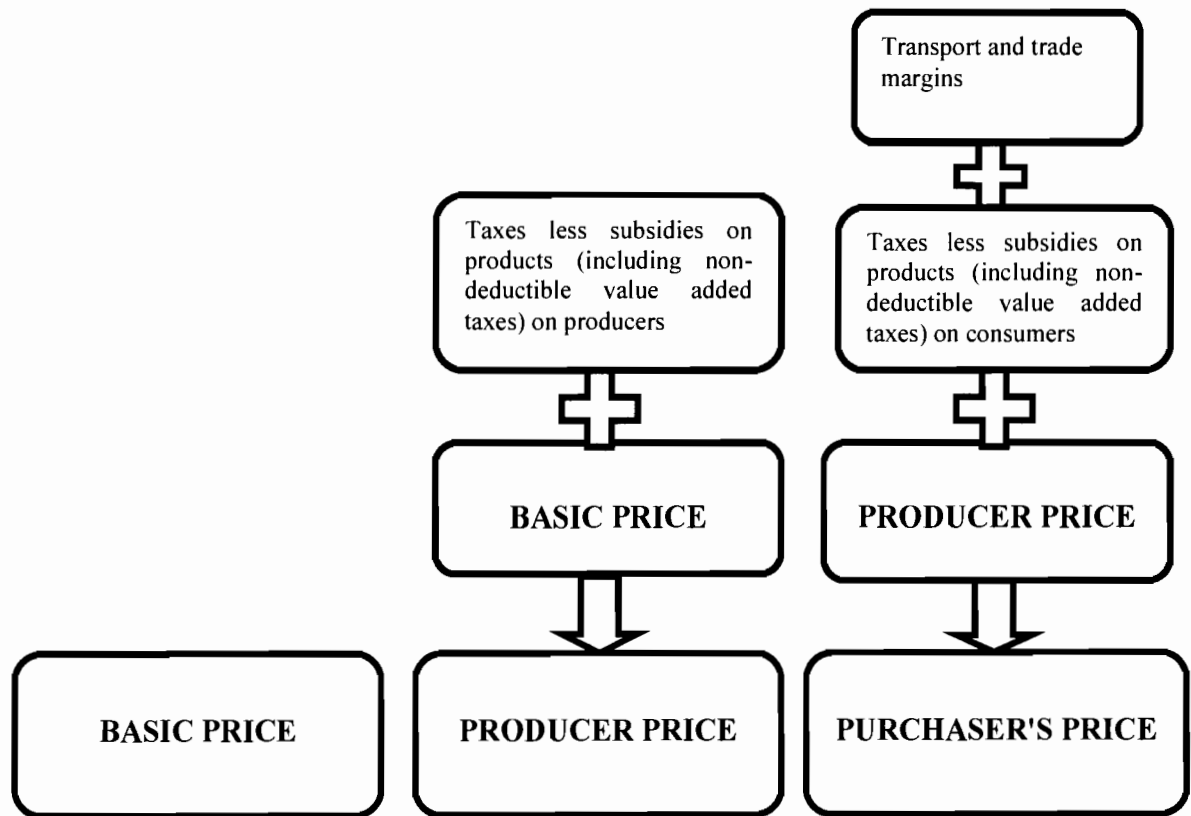 Transport and trade
margins
Taxes less subsidies on
products (including non-
deductible value added
taxes) on producers
Taxes less subsidies on
products (including non-
deductible value added
taxes) on consumers
BASIC PRICE
PRODUCER PRICE
BASIC PRICE
PRODUCER PRICE
PURCHASER'S PRICE